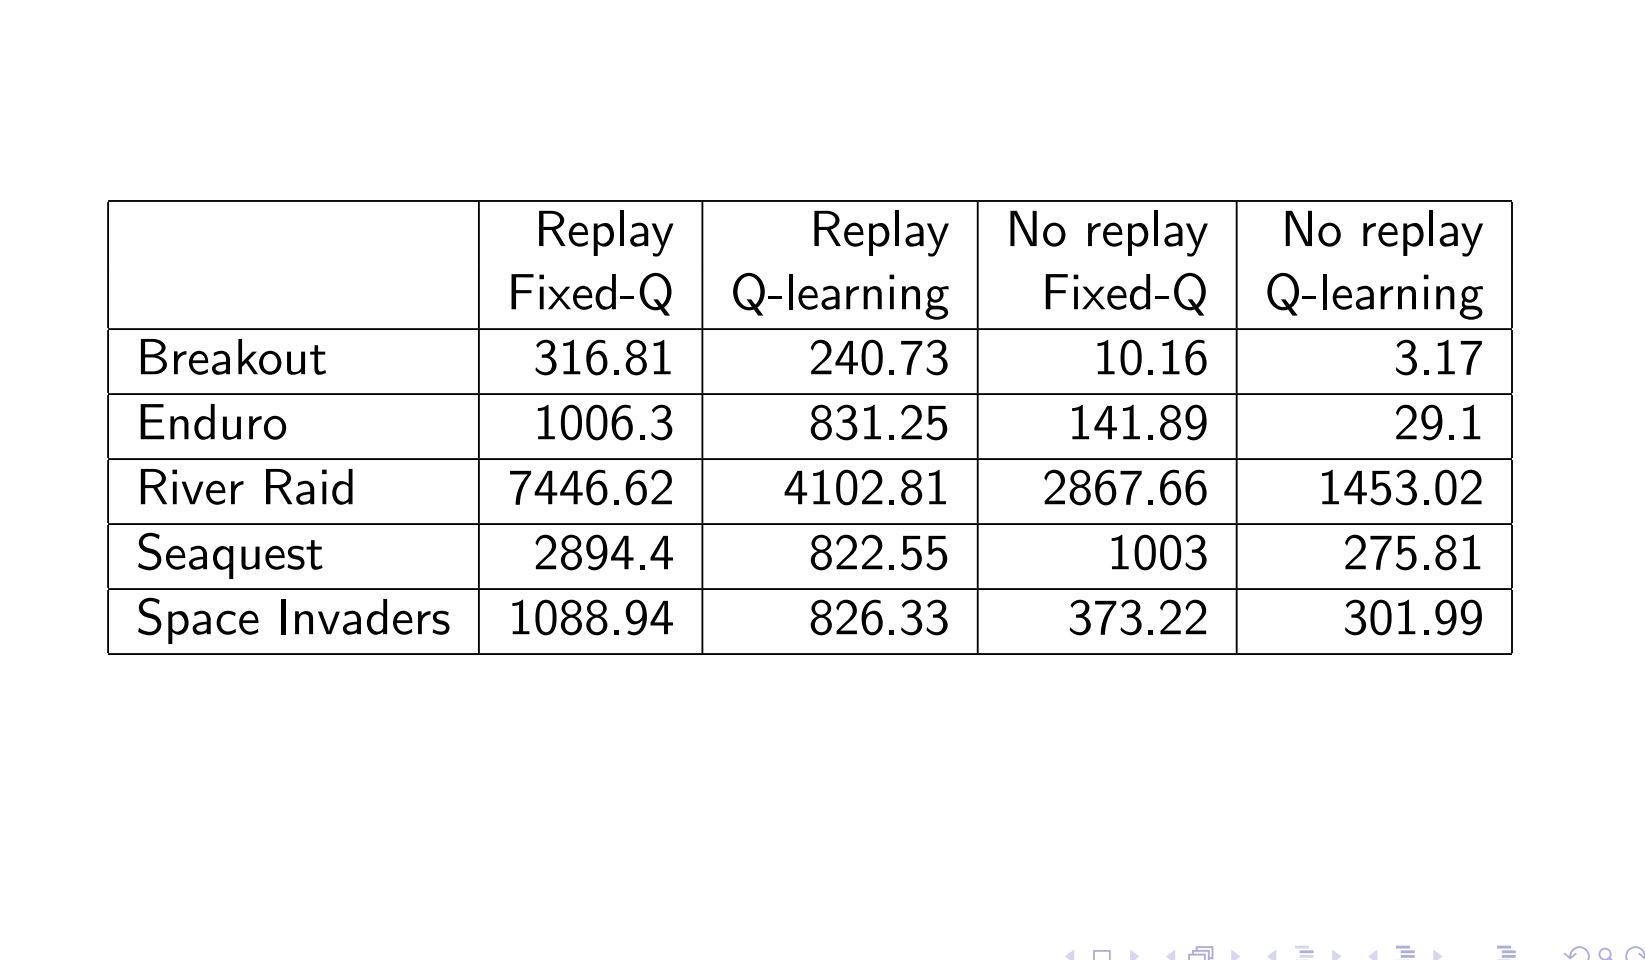 Replay Replay No replay No replay
Fixed-Q Q-learning Fixed-Q Q-learning
Breakout 316.81 240.73 10.16 3.17
Enduro 1006.3 831.25 141.89 29.1
River Raid 7446.62 4102.81 2867.66 1453.02
Seaquest 2894.4 822.55 1003 275.81
Space Invaders 1088.94 826.33 373.22 301.99